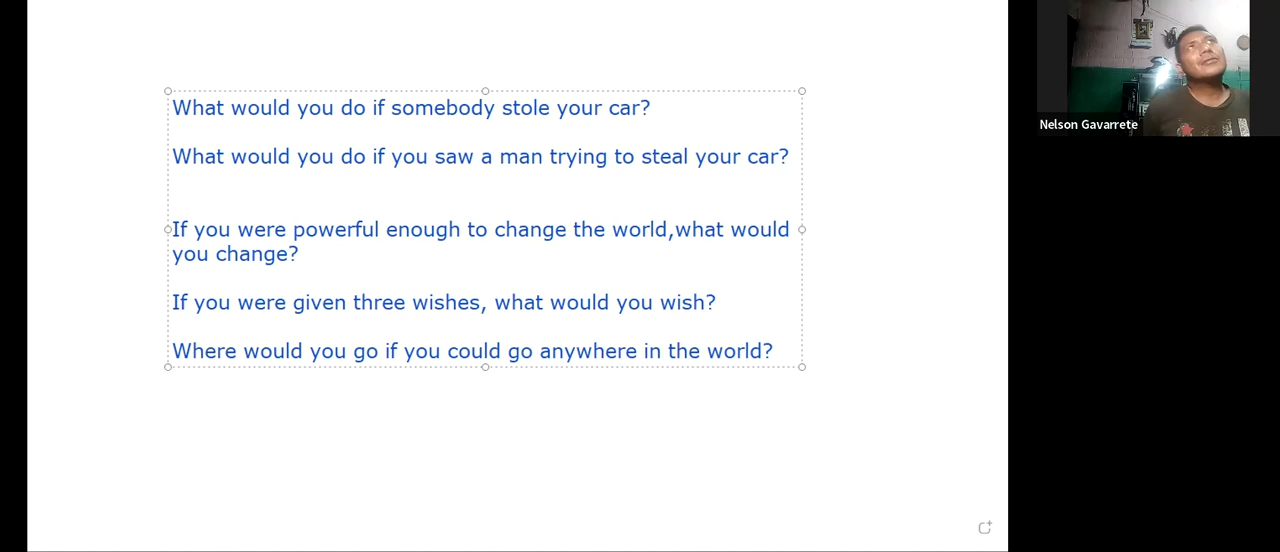 What would you do if somebody stole your car?
What would you do if you saw a man trying to steal your car?
If you were powerful enough to change the world,what would
you change?
If you were given three wishes, what would you wish?
Where would you go if you could go anywhere in the world?
Nelson Gavarrete